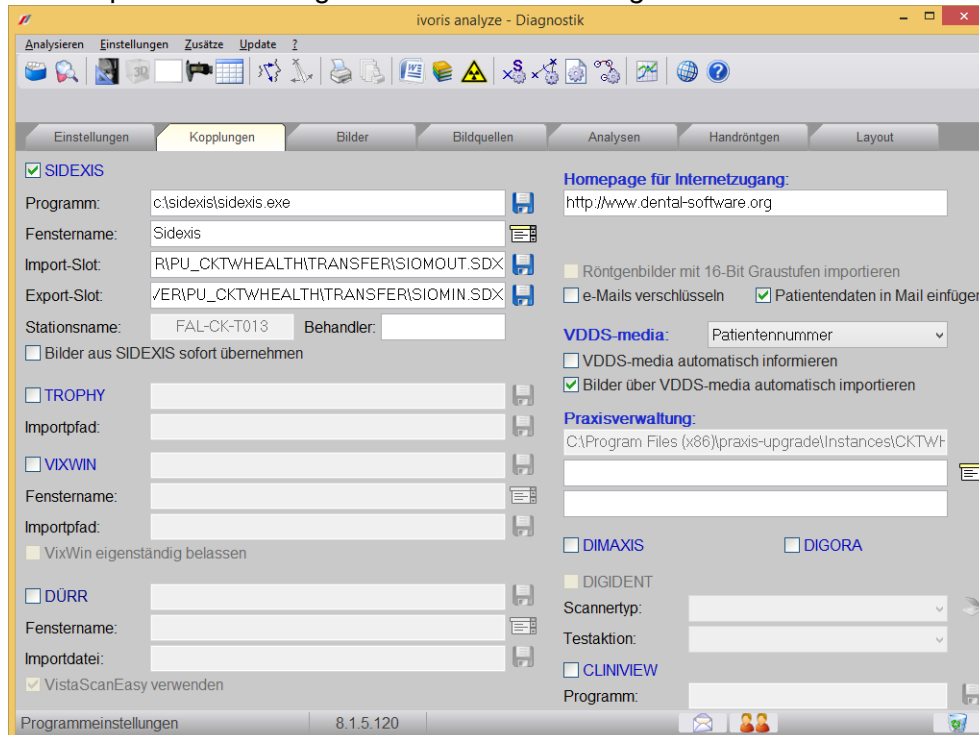 ivoris analyze - Diagnostik
Analysieren Einstellungen Zusätze Update ?
Einstellungen Kopplungen Bilder Bildquellen Analysen Handröntgen Layout
SIDEXIS
Programm: c:\sidexis\sidexis.exe
Fenstername: Sidexis
Import-Slot: R\PU_CKTWHEALTH\TRANSFER\SIOMOUT.SDX
Export-Slot: /ER\PU_CKTWHEALTH\TRANSFER\SIOMIN.SDX
Stationsname: FAL-CK-T013 Behandler:
Bilder aus SIDEXIS sofort übernehmen
TROPHY
Importpfad:
VIXWIN
Fenstername:
Importpfad:
VixWin eigenständig belassen
DÜRR
Fenstername:
Importdatei:
VistaScanEasy verwenden
Homepage für Internetzugang:
http://www.dental-software.org
Röntgenbilder mit 16-Bit Graustufen importieren
e-Mails verschlüsseln Patientendaten in Mail einfügen
VDDS-media: Patientennummer
VDDS-media automatisch informieren
Bilder über VDDS-media automatisch importieren
Praxisverwaltung:
C:\Program Files (x86)\praxis-upgrade\Instances\CKTWH
DIMAXIS DIGORA
DIGIDENT
Scannertyp:
Testaktion:
CLINIVIEW
Programm:
Programmeinstellungen 8.1.5.120